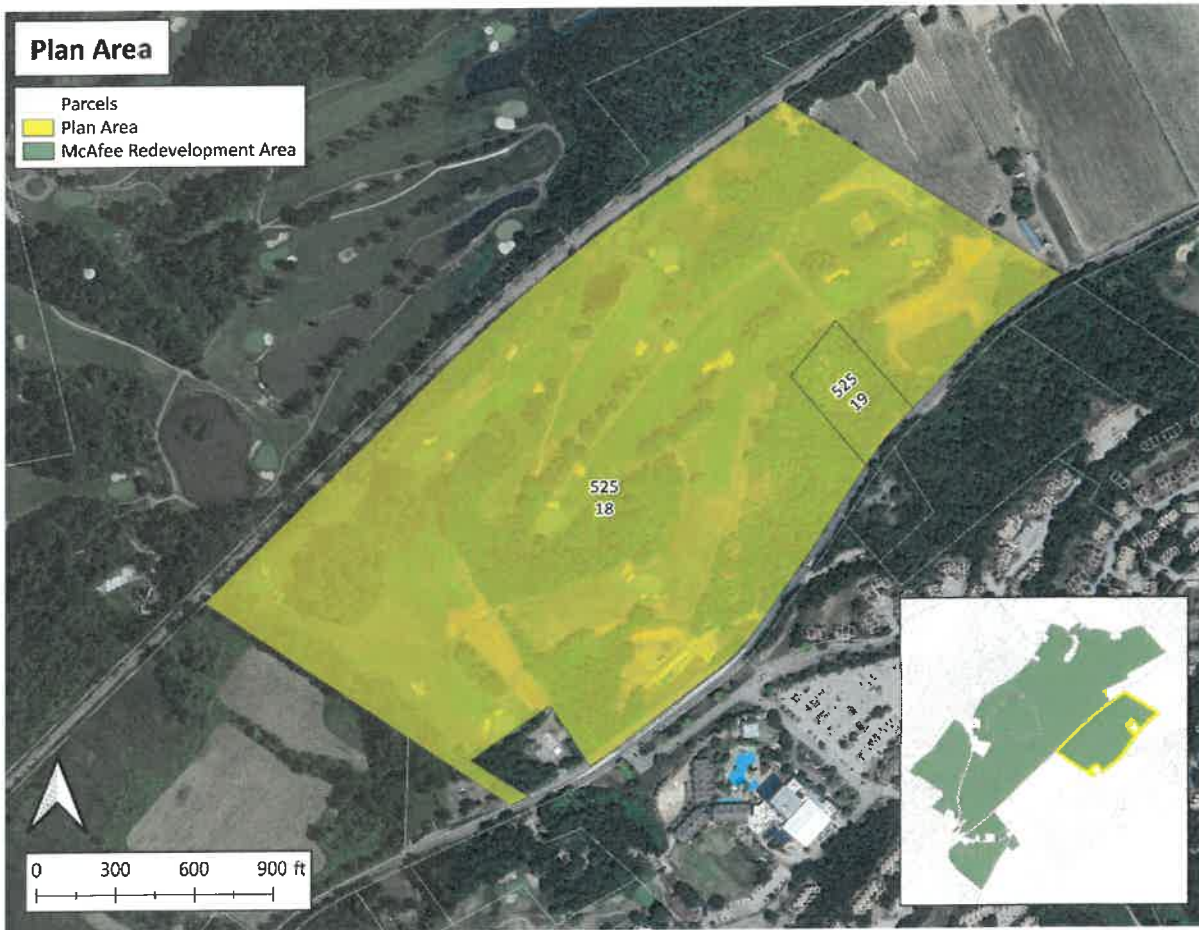 Plan Area
Parcels
Plan Area
McAfee Redevelopment Area
525
19
525
18
0 300 600 900 ft